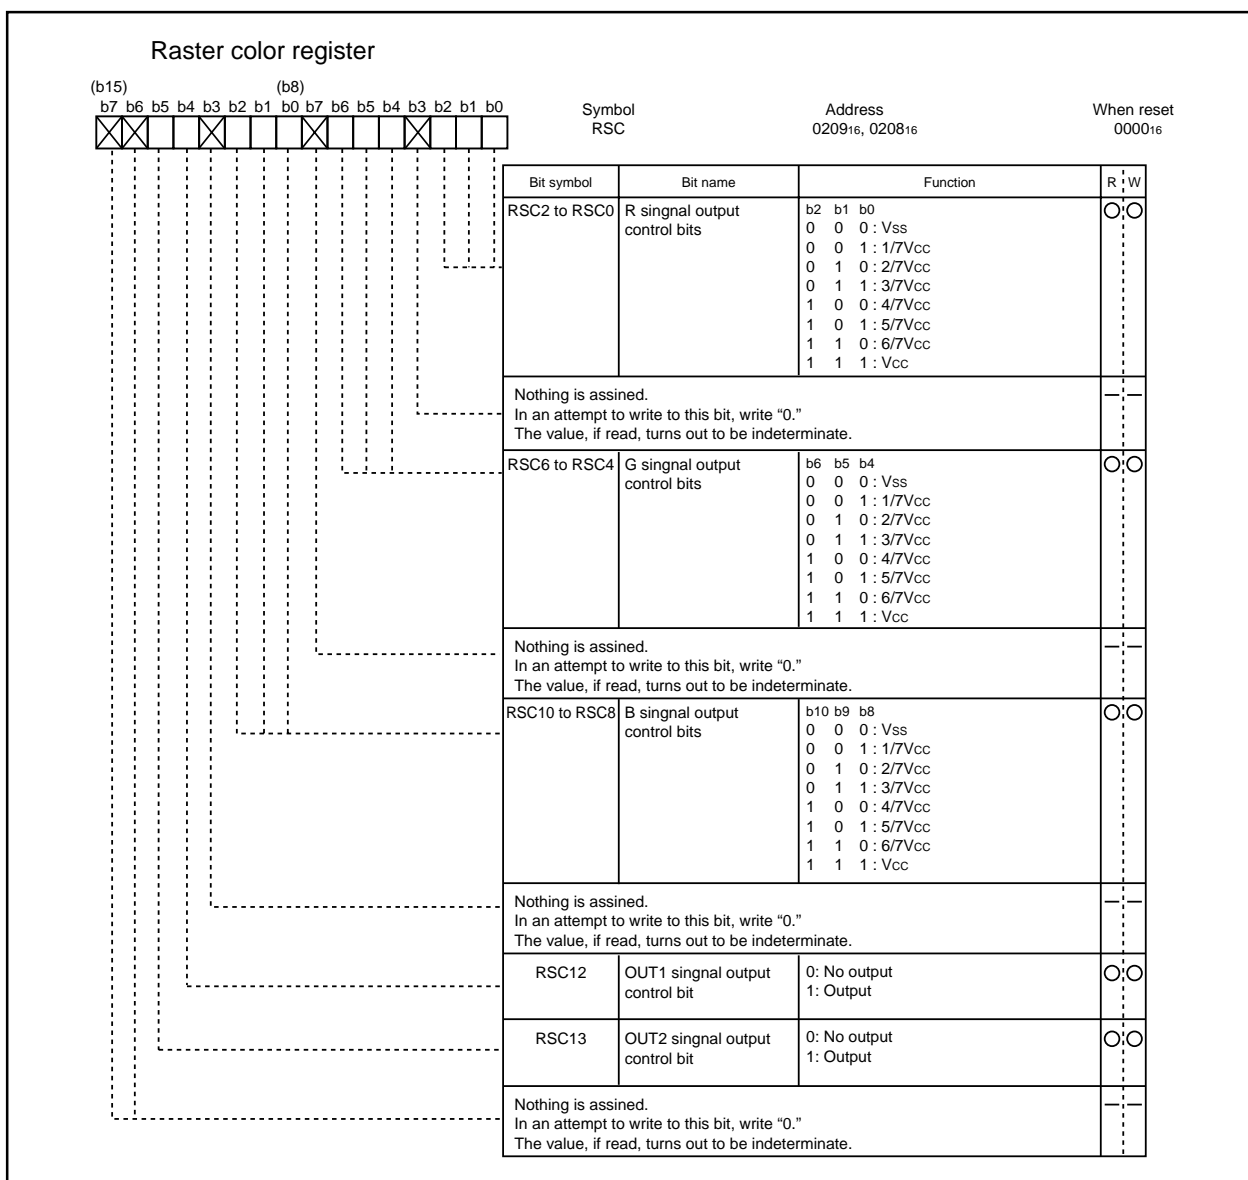 Raster color register
(b15) (b8)
b7 b6 b5 b4 b3 b2 b1 b0 b7 b6 b5 b4 b3 b2 b1 b0
Symbol Address When reset
RSC 020916, 020816 000016
Bit symbol Bit name Function R W
RSC2 to RSC0 R singnal output b2 b1 b0
control bits 0 0 0 : VSS
0 0 1 : 1/7VCC
0 1 0 : 2/7VCC
0 1 1 : 3/7VCC
1 0 0 : 4/7VCC
1 0 1 : 5/7VCC
1 1 0 : 6/7VCC
1 1 1 : VCC
Nothing is assined. — —
In an attempt to write to this bit, write “0.”
The value, if read, turns out to be indeterminate.
RSC6 to RSC4 G singnal output b6 b5 b4
control bits 0 0 0 : VSS
0 0 1 : 1/7VCC
0 1 0 : 2/7VCC
0 1 1 : 3/7VCC
1 0 0 : 4/7VCC
1 0 1 : 5/7VCC
1 1 0 : 6/7VCC
1 1 1 : VCC
Nothing is assined. — —
In an attempt to write to this bit, write “0.”
The value, if read, turns out to be indeterminate.
RSC10 to RSC8 B singnal output b10 b9 b8
control bits 0 0 0 : VSS
0 0 1 : 1/7VCC
0 1 0 : 2/7VCC
0 1 1 : 3/7VCC
1 0 0 : 4/7VCC
1 0 1 : 5/7VCC
1 1 0 : 6/7VCC
1 1 1 : VCC
Nothing is assined. — —
In an attempt to write to this bit, write “0.”
The value, if read, turns out to be indeterminate.
RSC12 OUT1 singnal output 0: No output
control bit 1: Output
RSC13 OUT2 singnal output 0: No output
control bit 1: Output
Nothing is assined. — —
In an attempt to write to this bit, write “0.”
The value, if read, turns out to be indeterminate.